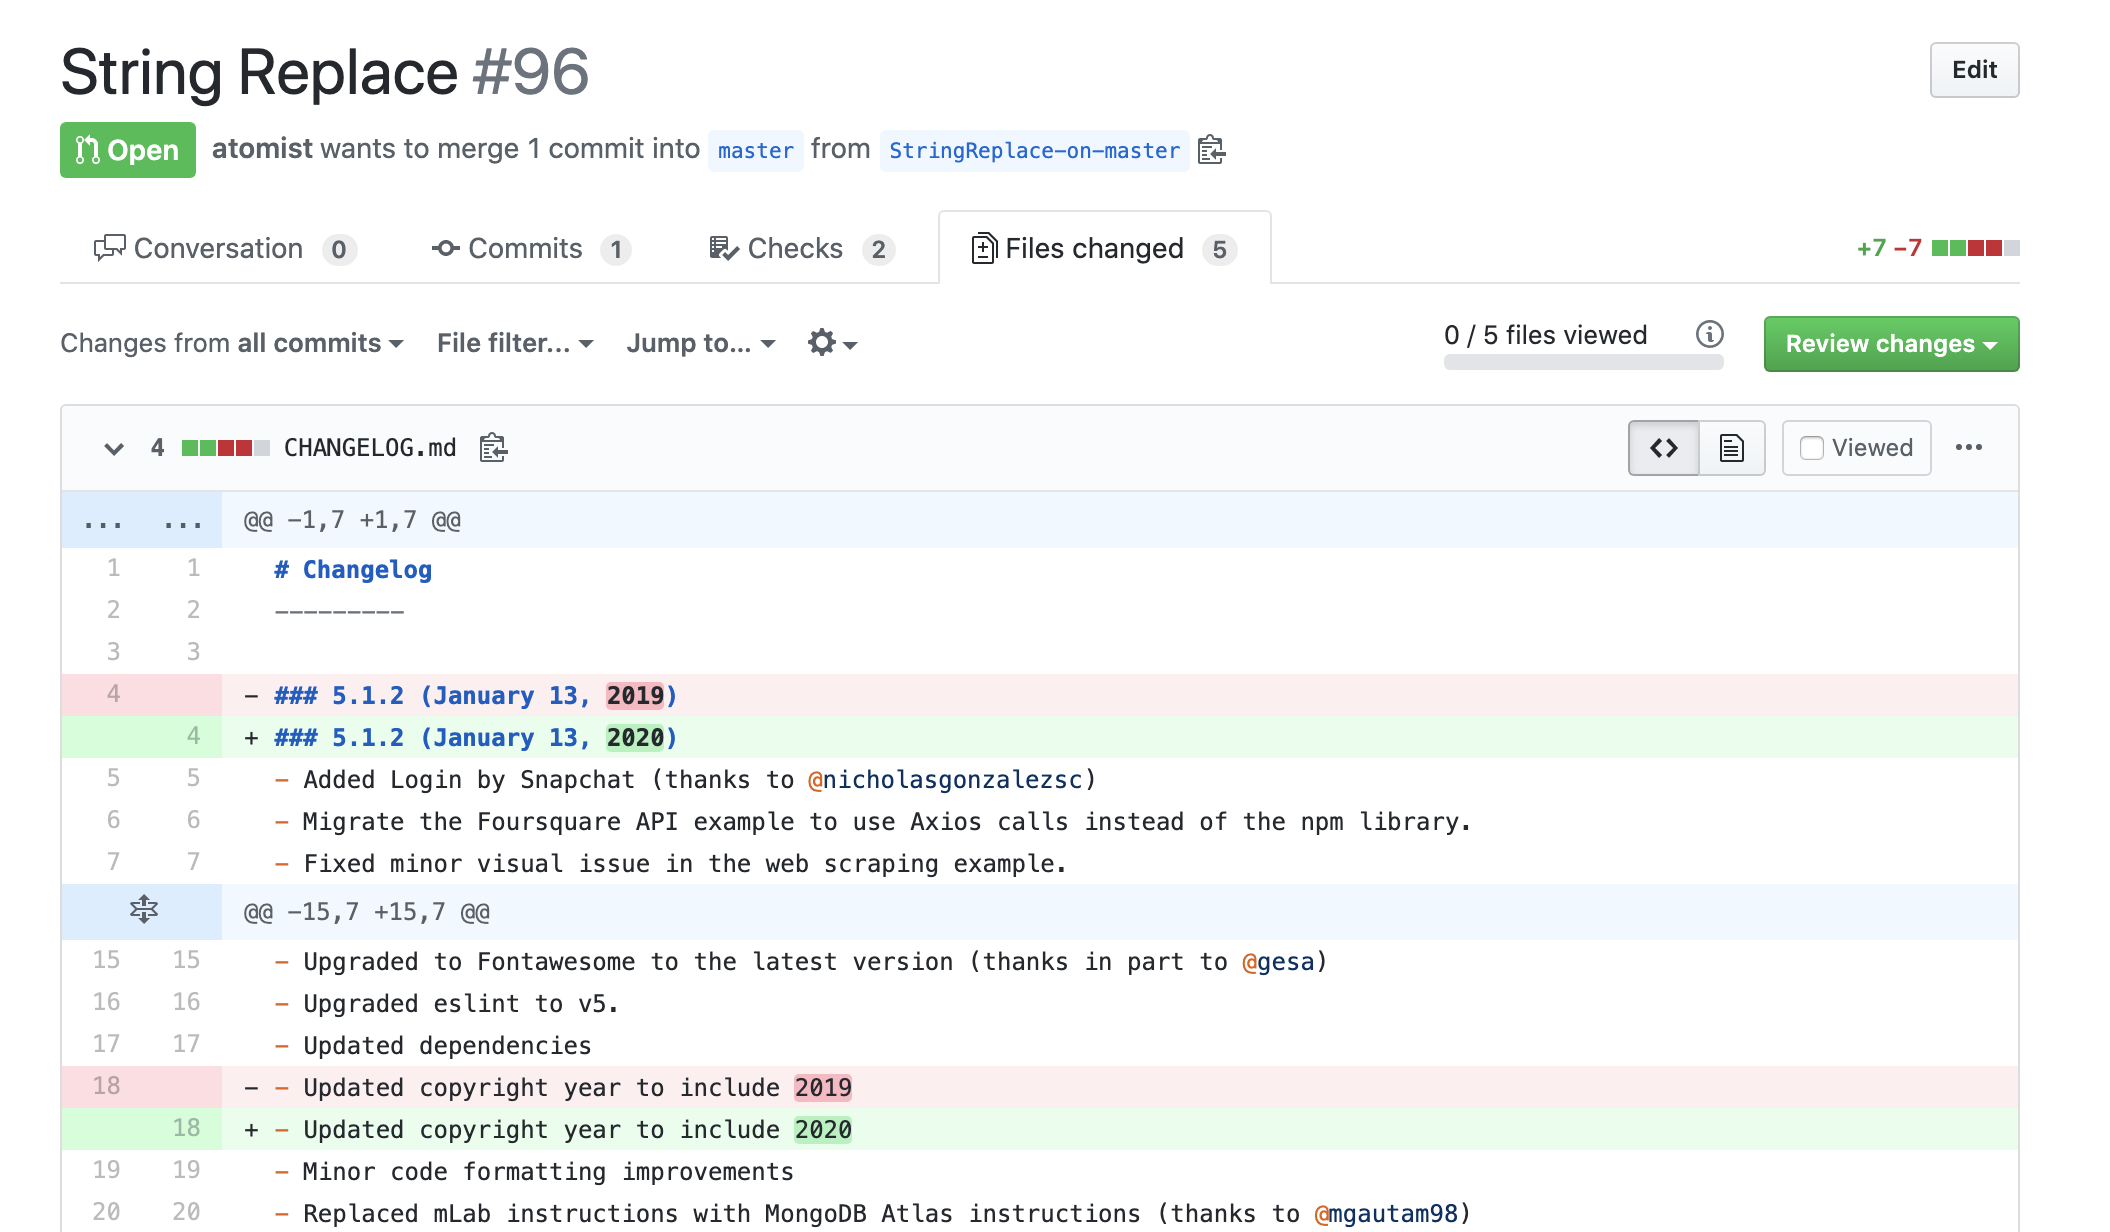 String Replace #96
Edit
Open atomist wants to merge 1 commit into master from StringReplace-on-master
Conversation 0 Commits 1 Checks 2 Files changed 5 +7 −7
Changes from all commits File filter... Jump to... 0 / 5 files viewed Review changes
4 CHANGELOG.md Viewed ...
... ... @@ -1,7 +1,7 @@
1 1 # Changelog
2 2 ---------
3 3
4 - ### 5.1.2 (January 13, 2019)
4 + ### 5.1.2 (January 13, 2020)
5 5 - Added Login by Snapchat (thanks to @nicholasgonzalezsc)
6 6 - Migrate the Foursquare API example to use Axios calls instead of the npm library.
7 7 - Fixed minor visual issue in the web scraping example.
@@ -15,7 +15,7 @@
15 15 - Upgraded to Fontawesome to the latest version (thanks in part to @gesa)
16 16 - Upgraded eslint to v5.
17 17 - Updated dependencies
18 - - Updated copyright year to include 2019
18 + - Updated copyright year to include 2020
19 19 - Minor code formatting improvements
20 20 - Replaced mLab instructions with MongoDB Atlas instructions (thanks to @mgautam98)